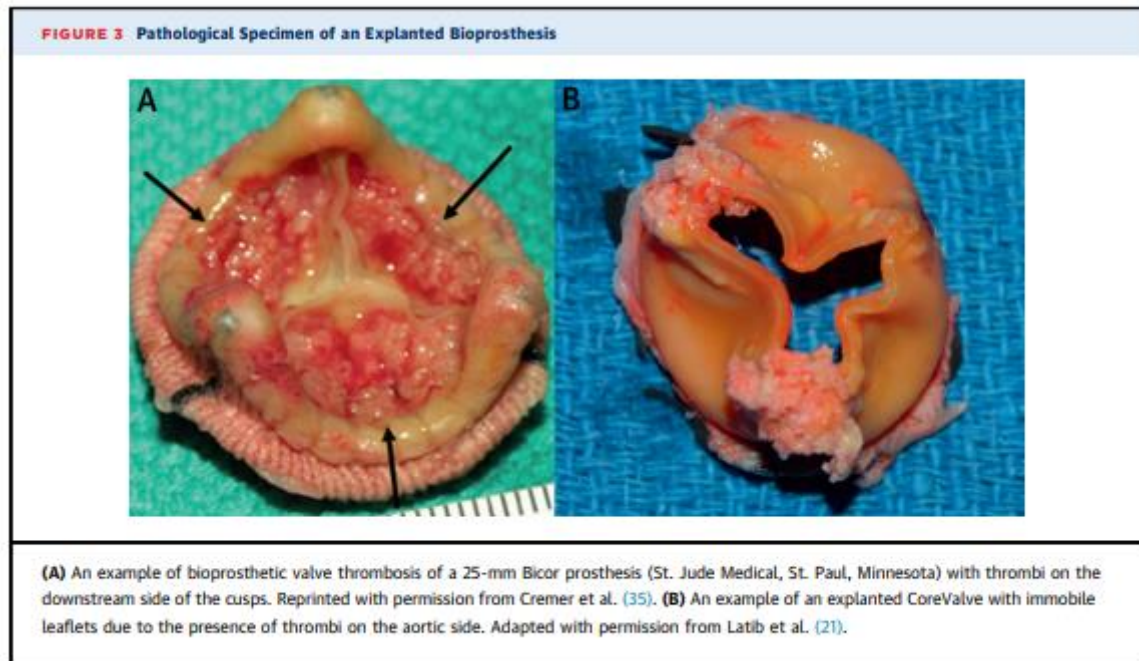 FIGURE 3 Pathological Specimen of an Explanted Bioprosthesis
A
B
(A) An example of bioprosthetic valve thrombosis of a 25-mm Bicor prosthesis (St. Jude Medical, St. Paul, Minnesota) with thrombi on the
downstream side of the cusps. Reprinted with permission from Cremer et al. (35). (B) An example of an explanted CoreValve with immobile
leaflets due to the presence of thrombi on the aortic side. Adapted with permission from Latib et al. (21).